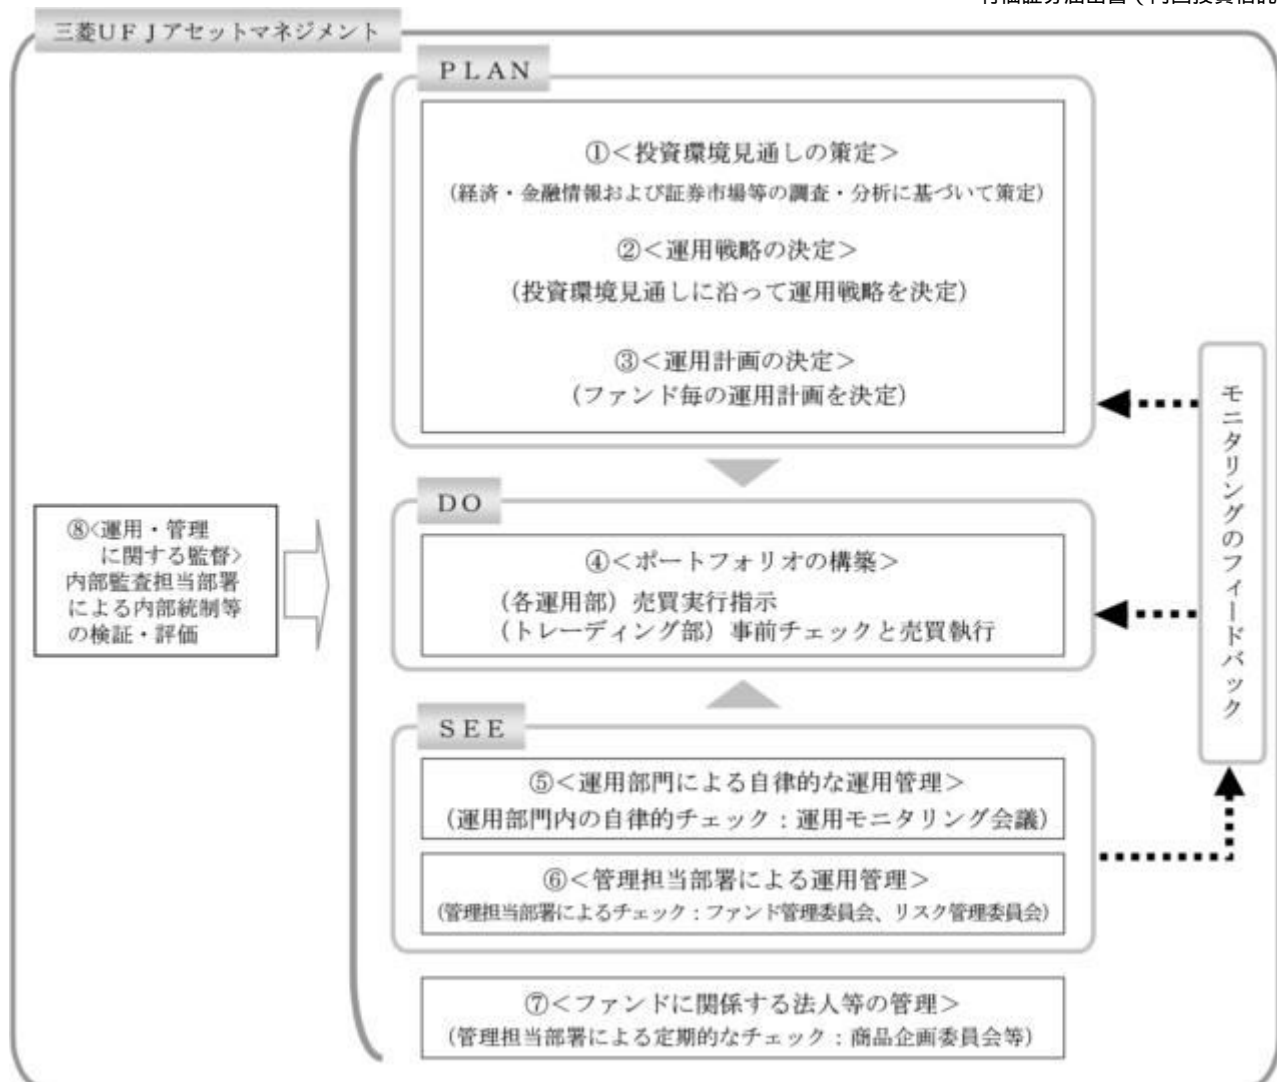 三菱ＵＦＪアセットマネジメント
ＰＬＡＮ
①＜投資環境見通しの策定＞
（経済・金融情報および証券市場等の調査・分析に基づいて策定）
②＜運用戦略の決定＞
（投資環境見通しに沿って運用戦略を決定）
③＜運用計画の決定＞
（ファンド毎の運用計画を決定）
ＤＯ
④＜ポートフォリオの構築＞
（各運用部）売買実行指示
（トレーディング部）事前チェックと売買執行
ＳＥＥ
⑤＜運用部門による自律的な運用管理＞
（運用部門内の自律的チェック：運用モニタリング会議）
⑥＜管理担当部署による運用管理＞
（管理担当部署によるチェック：ファンド管理委員会、リスク管理委員会）
⑦＜ファンドに関係する法人等の管理＞
（管理担当部署による定期的なチェック：商品企画委員会等）
⑧＜運用・管理
に関する監督＞
内部監査担当部署
による内部統制等
の検証・評価
モニタリングのフィードバック